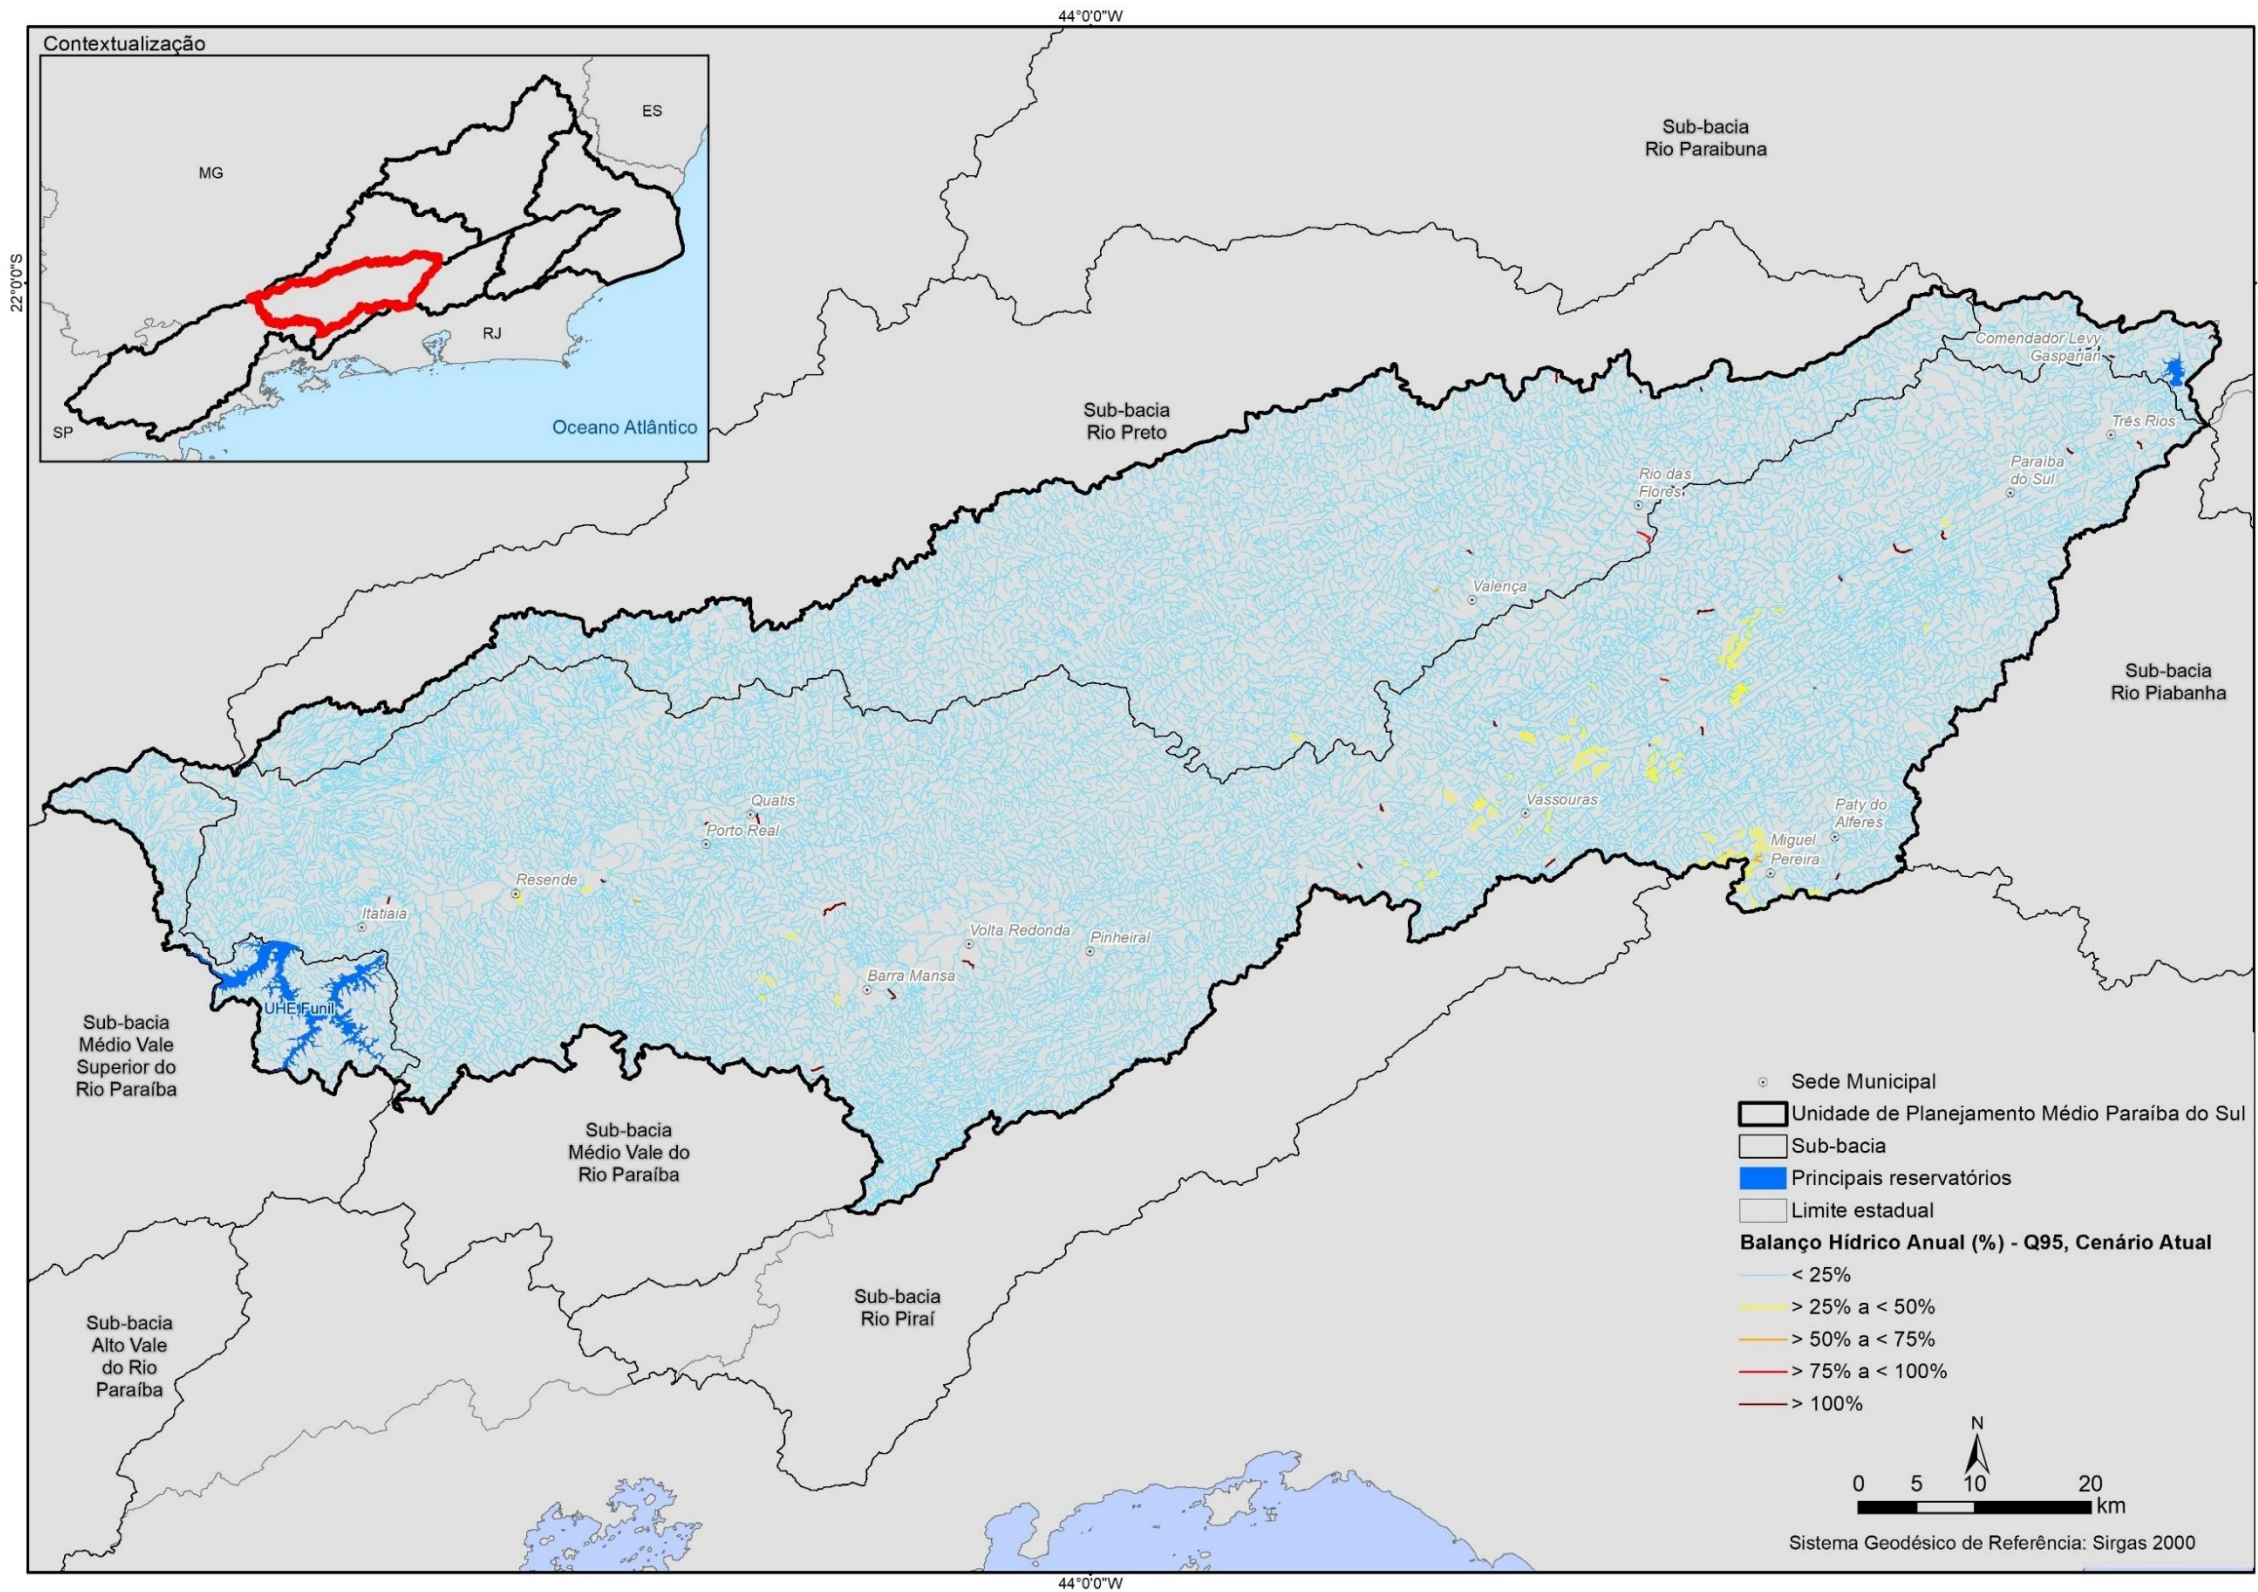 44°0'0"W
Contextualização
ES
MG
RJ
SP
Oceano Atlântico
22°0'0"S
Sub-bacia
Rio Paraibuna
Sub-bacia
Rio Preto
Comendador Levy
Gasparian
Três Rios
Paraíba
do Sul
Rio das
Flores
Valença
Sub-bacia
Rio Piabanha
Quatis
Porto Real
Vassouras
Paty do
Alferes
Miguel
Pereira
Resende
Itatiaia
Volta Redonda
Pinheiral
Barra Mansa
UHE Funil
Sub-bacia
Médio Vale
Superior do
Rio Paraíba
Sub-bacia
Médio Vale do
Rio Paraíba
Sub-bacia
Rio Piraí
Sub-bacia
Alto Vale
do Rio
Paraíba
Sede Municipal
Unidade de Planejamento Médio Paraíba do Sul
Sub-bacia
Principais reservatórios
Limite estadual
Balanço Hídrico Anual (%) - Q95, Cenário Atual
< 25%
> 25% a < 50%
> 50% a < 75%
> 75% a < 100%
> 100%
N
0 5 10 20
km
Sistema Geodésico de Referência: Sirgas 2000
44°0'0"W